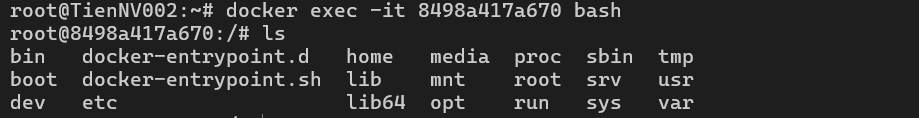 root@TienNV002:~# docker exec -it 8498a417a670 bash
root@8498a417a670:/# ls
bin   docker-entrypoint.d   home   media  proc  sbin  tmp
boot  docker-entrypoint.sh  lib    mnt    root  srv   usr
dev   etc                   lib64  opt    run   sys   var